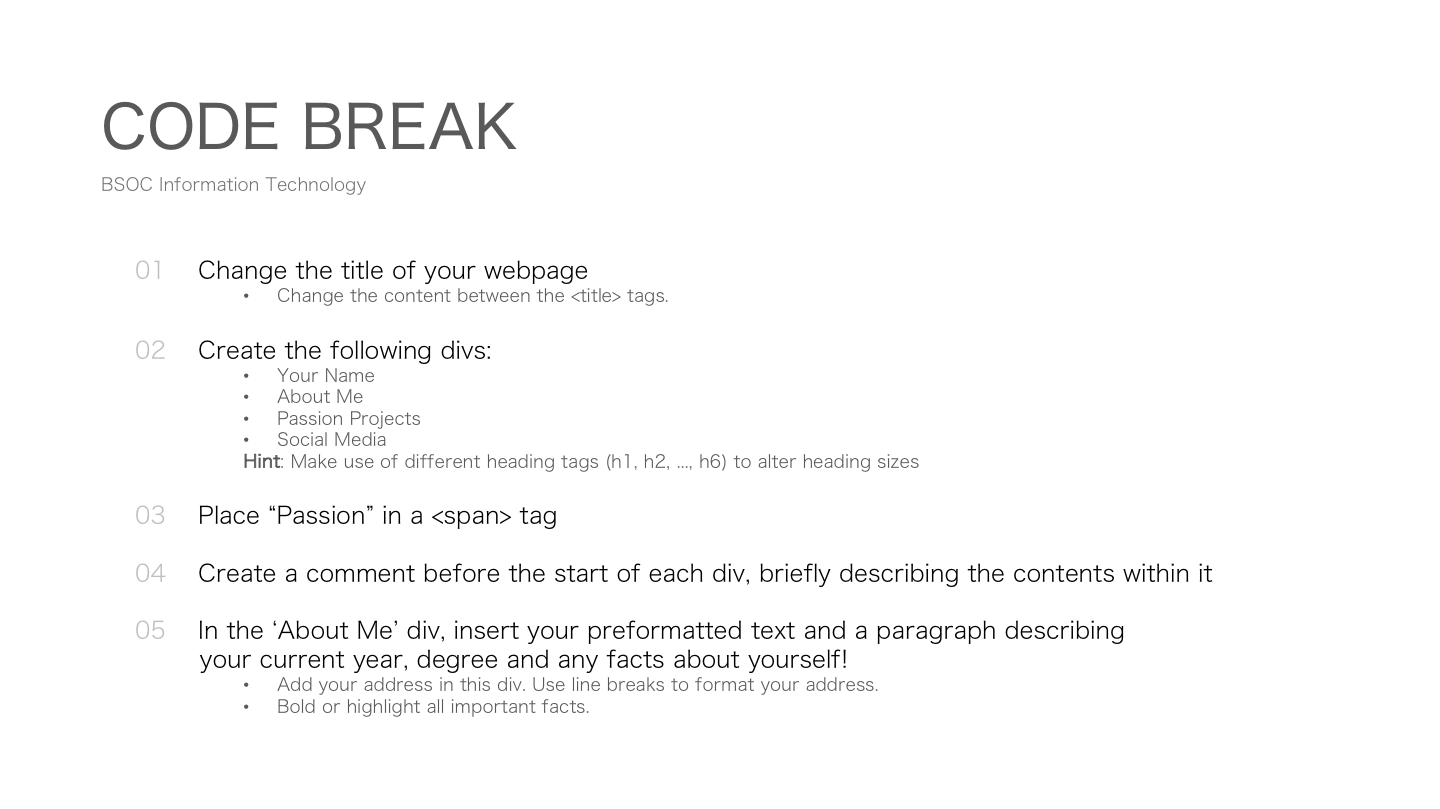 CODE BREAK
BSOC Information Technology
01 Change the title of your webpage
• Change the content between the <title> tags.
02 Create the following divs:
• Your Name
• About Me
• Passion Projects
• Social Media
Hint: Make use of different heading tags (h1, h2, ..., h6) to alter heading sizes
03 Place “Passion” in a <span> tag
04 Create a comment before the start of each div, briefly describing the contents within it
05 In the ‘About Me’ div, insert your preformatted text and a paragraph describing
your current year, degree and any facts about yourself!
• Add your address in this div. Use line breaks to format your address.
• Bold or highlight all important facts.